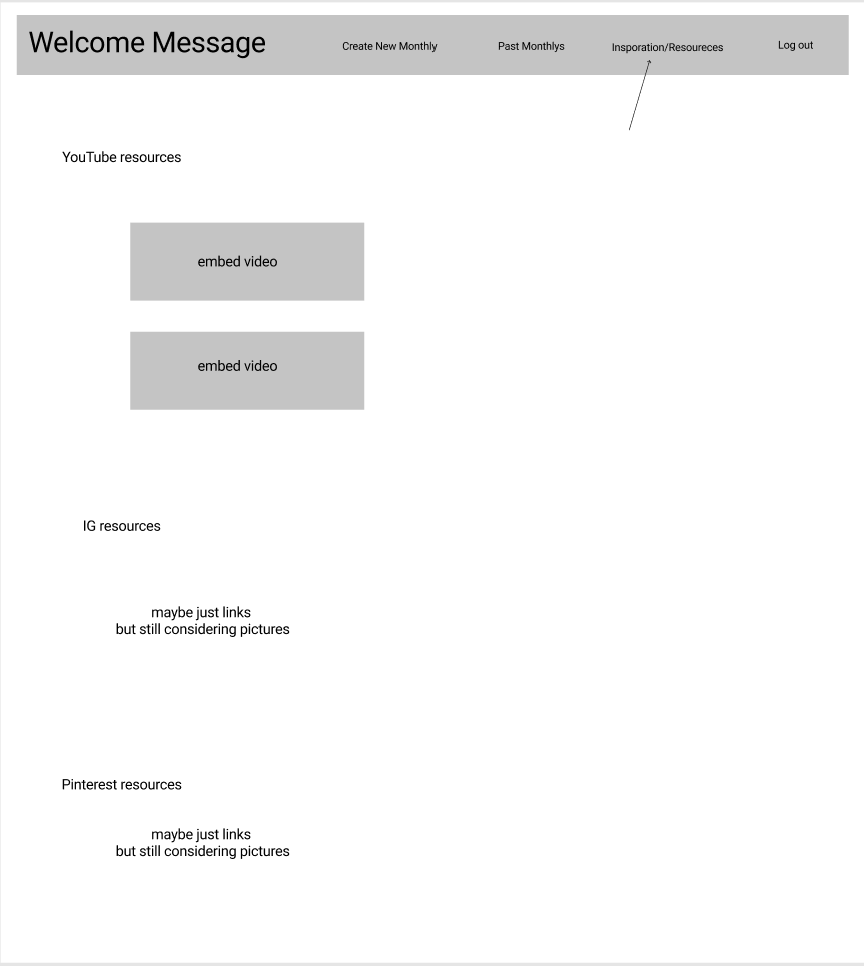 Welcome Message
Create New Monthly
Past Monthlys
Insporation/Resoureces
Log out
YouTube resources
embed video
embed video
IG resources
maybe just links
but still considering pictures
Pinterest resources
maybe just links
but still considering pictures